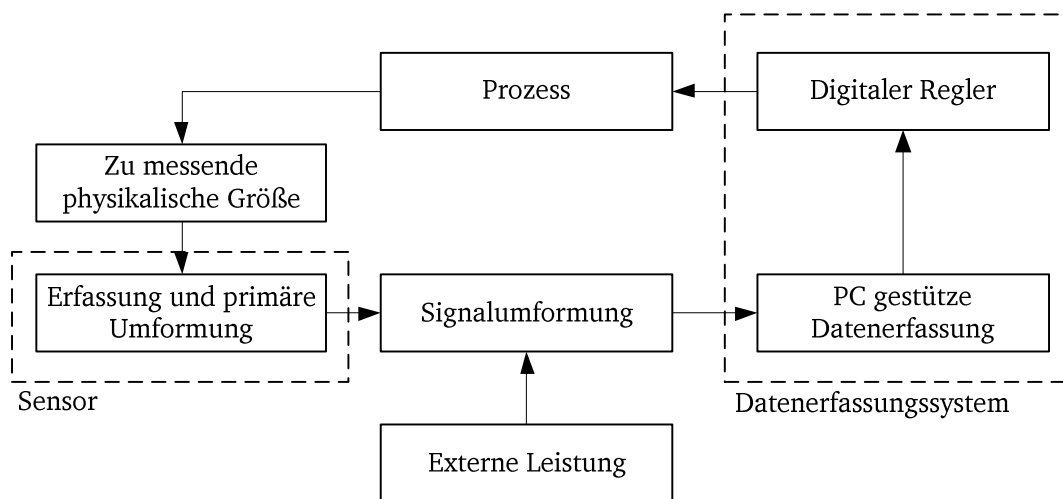 Prozess
Digitaler Regler
Zu messende
physikalische Größe
Erfassung und primäre
Umformung
Signalumformung
PC gestütze
Datenerfassung
Sensor
Datenerfassungssystem
Externe Leistung